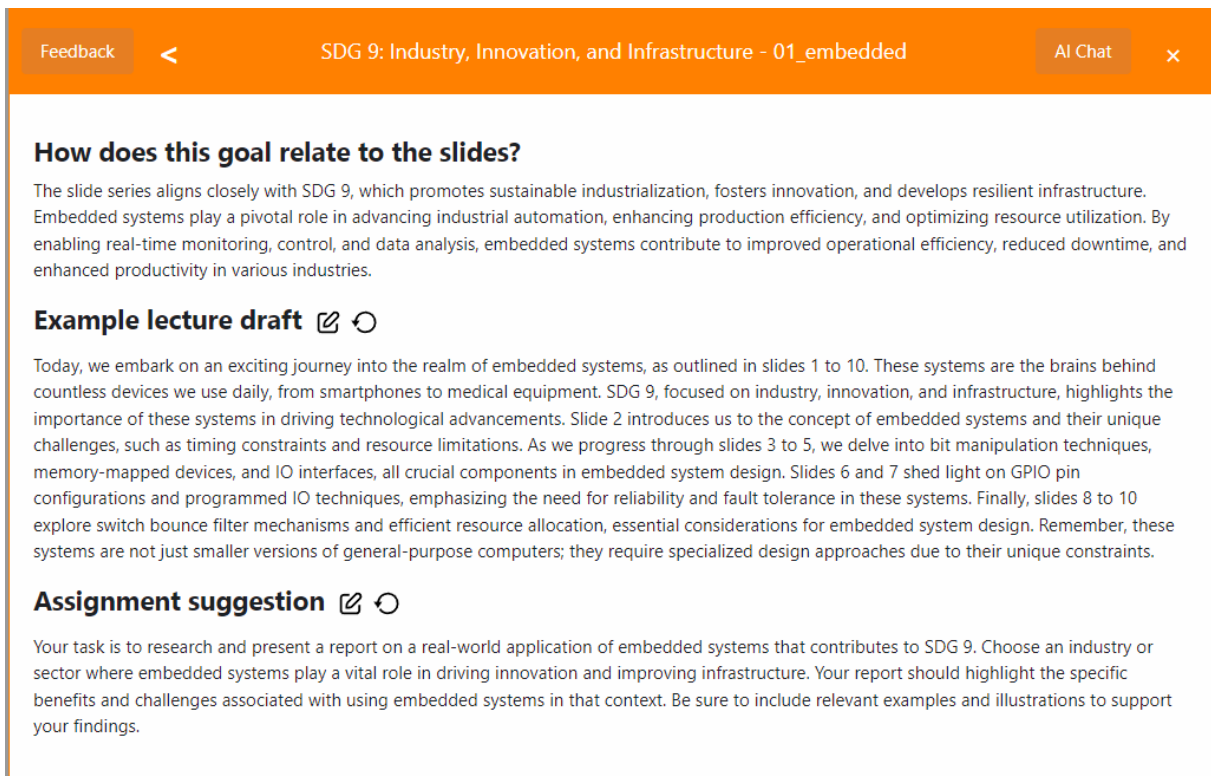 Feedback
<
SDG 9: Industry, Innovation, and Infrastructure - 01_embedded
AI Chat
×
How does this goal relate to the slides?
The slide series aligns closely with SDG 9, which promotes sustainable industrialization, fosters innovation, and develops resilient infrastructure.
Embedded systems play a pivotal role in advancing industrial automation, enhancing production efficiency, and optimizing resource utilization. By
enabling real-time monitoring, control, and data analysis, embedded systems contribute to improved operational efficiency, reduced downtime, and
enhanced productivity in various industries.
Example lecture draft
Today, we embark on an exciting journey into the realm of embedded systems, as outlined in slides 1 to 10. These systems are the brains behind
countless devices we use daily, from smartphones to medical equipment. SDG 9, focused on industry, innovation, and infrastructure, highlights the
importance of these systems in driving technological advancements. Slide 2 introduces us to the concept of embedded systems and their unique
challenges, such as timing constraints and resource limitations. As we progress through slides 3 to 5, we delve into bit manipulation techniques,
memory-mapped devices, and IO interfaces, all crucial components in embedded system design. Slides 6 and 7 shed light on GPIO pin
configurations and programmed IO techniques, emphasizing the need for reliability and fault tolerance in these systems. Finally, slides 8 to 10
explore switch bounce filter mechanisms and efficient resource allocation, essential considerations for embedded system design. Remember, these
systems are not just smaller versions of general-purpose computers; they require specialized design approaches due to their unique constraints.
Assignment suggestion
Your task is to research and present a report on a real-world application of embedded systems that contributes to SDG 9. Choose an industry or
sector where embedded systems play a vital role in driving innovation and improving infrastructure. Your report should highlight the specific
benefits and challenges associated with using embedded systems in that context. Be sure to include relevant examples and illustrations to support
your findings.